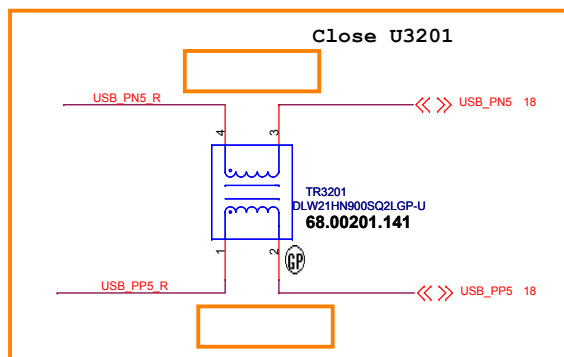 Close U3201
USB_PN5_R
USB_PN5 18
4 3
TR3201
DLW21HN900SQ2LGP-U
68.00201.141
1 2
GP
USB_PP5_R
USB_PP5 18